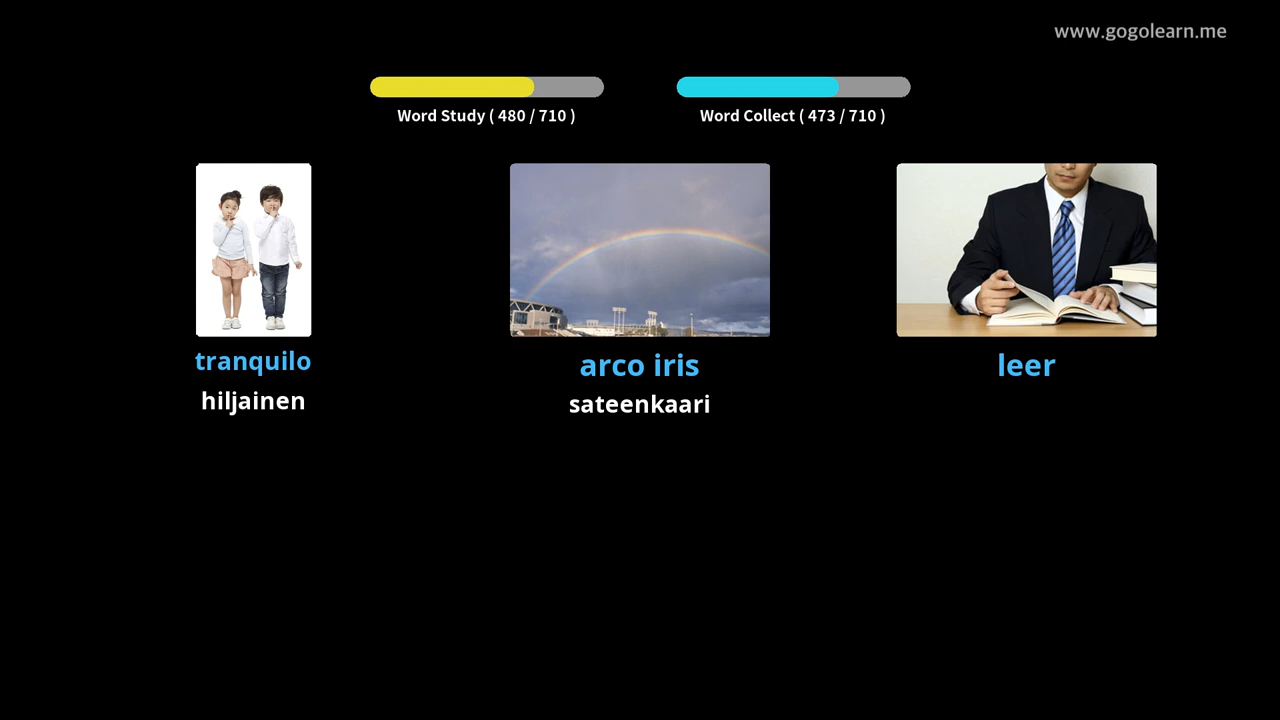 www.gogolearn.me
Word Study ( 480 / 710 )
Word Collect ( 473 / 710 )
tranquilo
hiljainen
arco iris
sateenkaari
leer